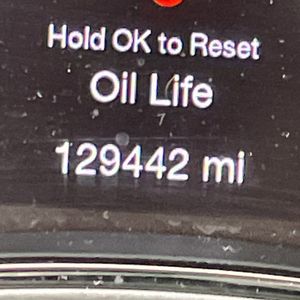 Hold OK to Reset
Oil Life
129442 mi